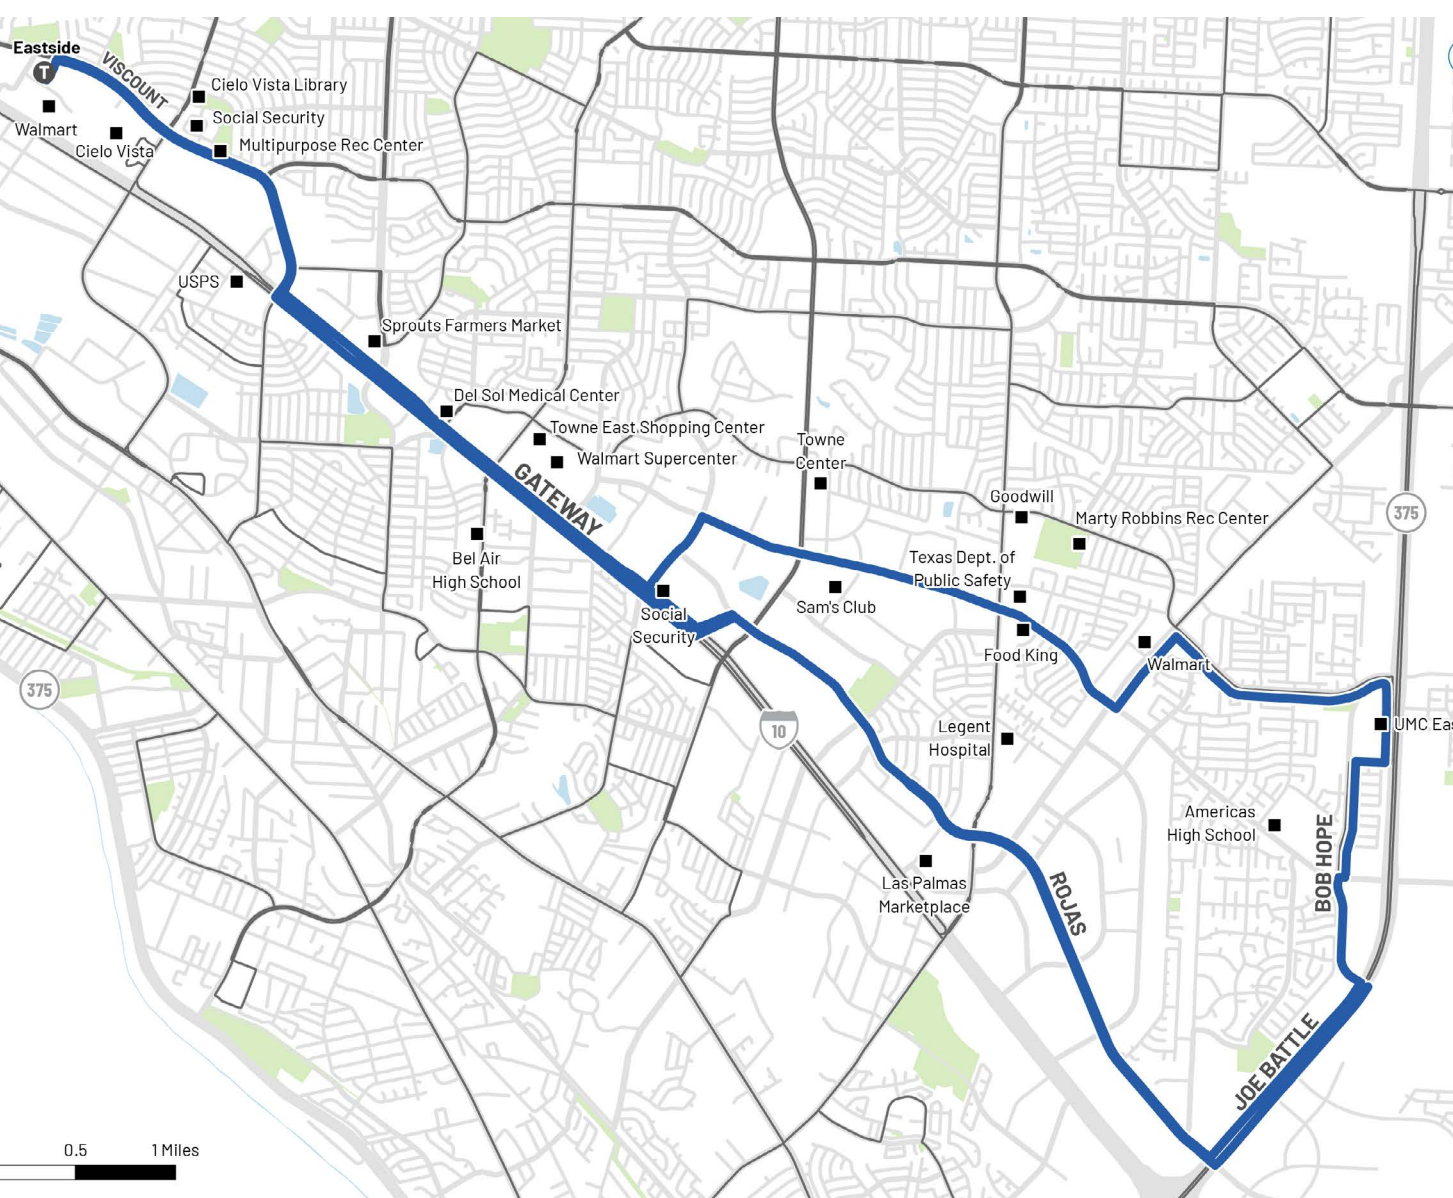 Eastside
T
VISCOUNT
Cielo Vista Library
Walmart
Social Security
Cielo Vista
Multipurpose Rec Center
USPS
Sprouts Farmers Market
Del Sol Medical Center
Towne East Shopping Center
Walmart Supercenter
Towne
Center
GATEWAY
Goodwill
Marty Robbins Rec Center
375
Bel Air
High School
Texas Dept. of
Public Safety
Sam's Club
Social
Security
Food King
Walmart
375
10
Legent
Hospital
UMC Eas
Americas
High School
BOB HOPE
Las Palmas
Marketplace
ROJAS
JOE BATTLE
0.5
1 Miles